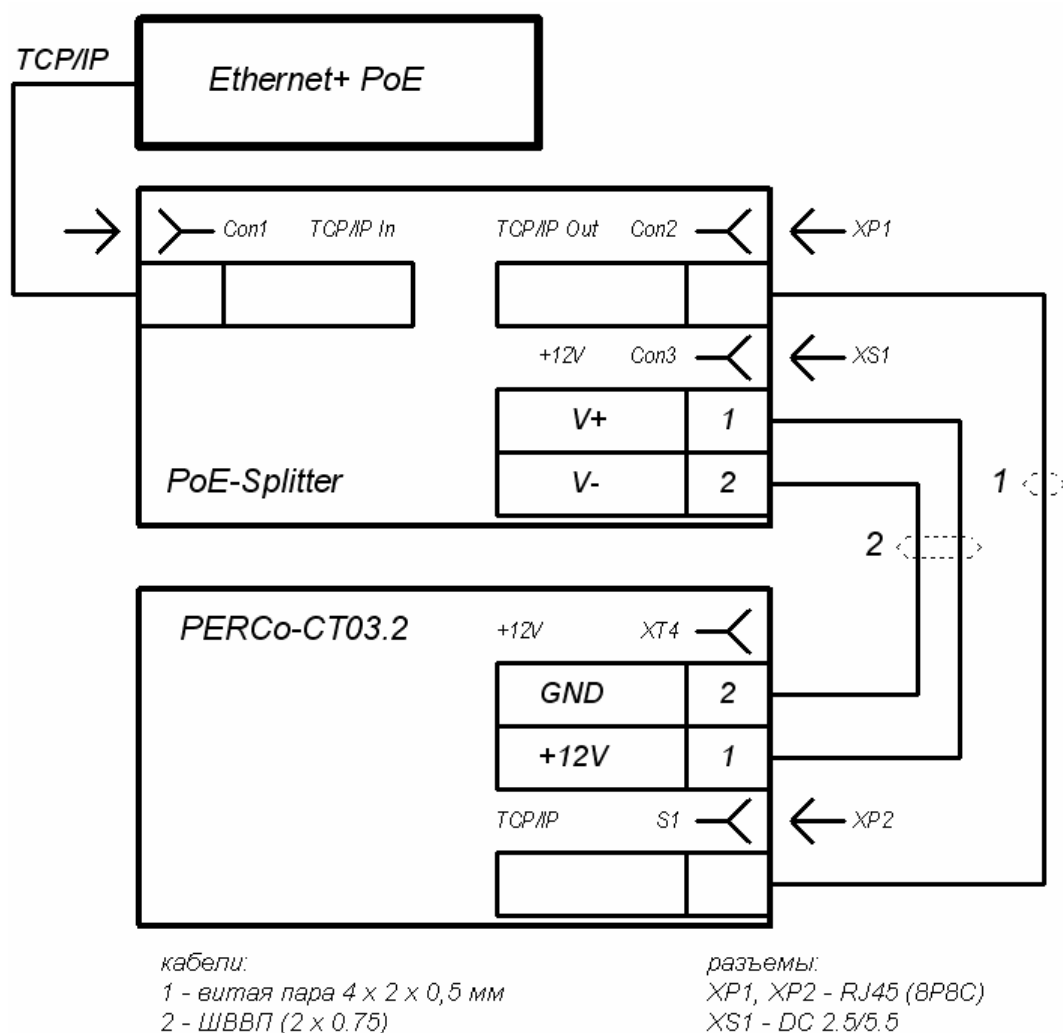 TCP/IP
Ethernet+ PoE
Con1 TCP/IP In TCP/IP Out Con2 XP1
+12V Con3 XS1
V+ 1
PoE-Splitter V- 2 1
2
PERCo-CT03.2 +12V XT4
GND 2
+12V 1
TCP/IP S1 XP2
кабели: разъемы:
1 - витая пара 4 x 2 x 0,5 мм XP1, XP2 - RJ45 (8P8C)
2 - ШВВП (2 x 0.75) XS1 - DC 2.5/5.5